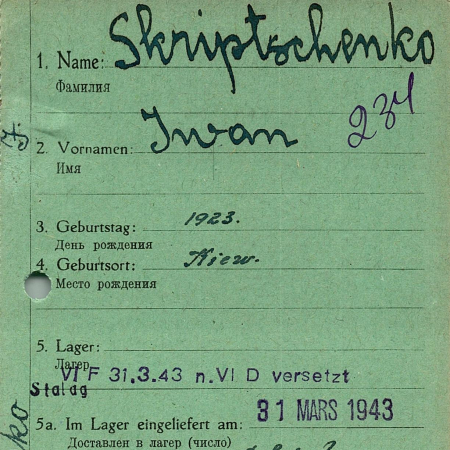 1. Name: Skriptschenko
Фамилия
234
2. Vornamen: Iwan
Имя
3. Geburtstag: 1923.
День рождения
4. Geburtsort: Kiew.
Место рождения
5. Lager:
Лагерь
VI F 31.3.43 n. VI D versetzt
Stalag
5a. Im Lager eingeliefert am: 31 MARS 1943
Доставлен в лагерь (число)
ko